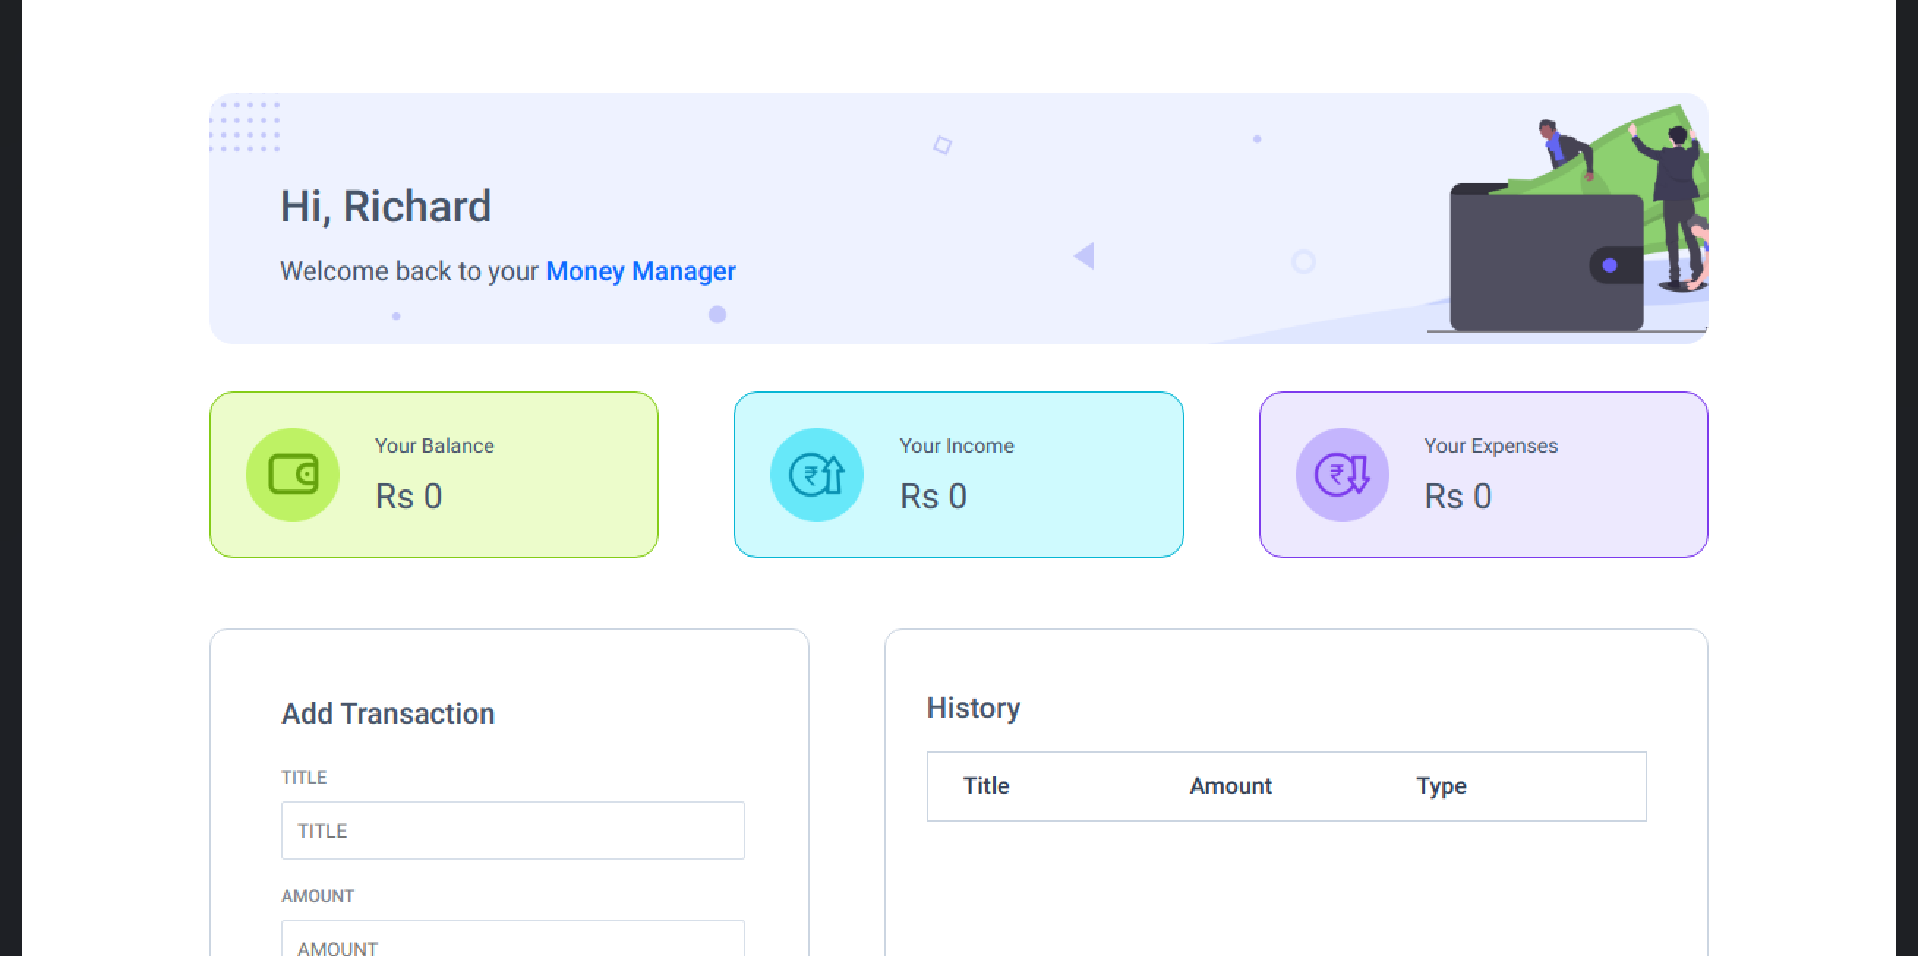 Hi, Richard
Welcome back to your Money Manager
Your Balance
Rs 0
Your Income
₹
Rs 0
Your Expenses
₹
Rs 0
Add Transaction
TITLE
TITLE
AMOUNT
AMOUNT
History
Title Amount Type